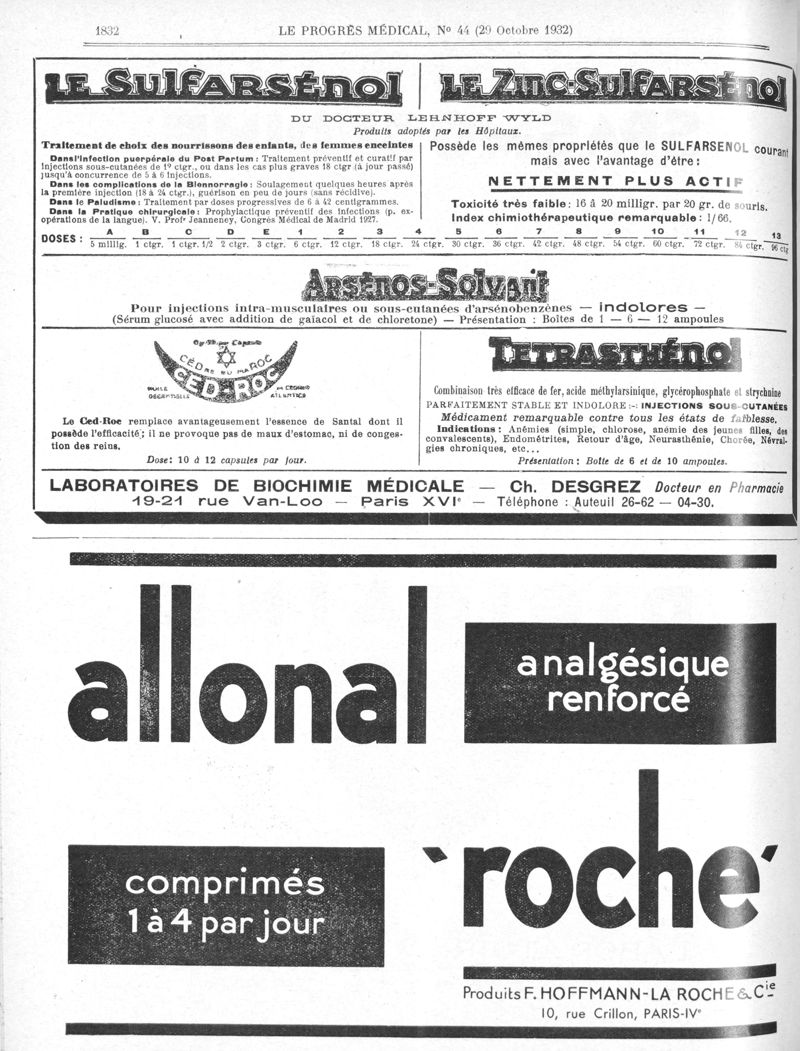 1832
LE PROGRÈS MÉDICAL, No 44 (29 Octobre 1932)
LE SULFARSÉNOL
LE ZINC-SULFARSÉNOL
DU DOCTEUR LEHNHOFF WYLD
Produits adoptés par les Hôpitaux.
Traitement de choix des nourrissons des enfants, des femmes enceintes
Dans l'Infection puerpérale du Post Partum : Traitement préventif et curatif par
injections sous-cutanées de 12 ctgr., ou dans les cas plus graves 18 ctgr (à jour passé)
jusqu'à concurrence de 5 à 6 injections.
Dans les complications de la Blennorragie : Soulagement quelques heures après
la première injection (18 à 24 ctgr.), guérison en peu de jours (sans récidive).
Dans le Paludisme : Traitement par doses progressives de 6 à 42 centigrammes.
Dans la Pratique chirurgicale : Prophylactique préventif des infections (p. ex-
opérations de la langue). V. Profr Jeanneney, Congrès Médical de Madrid 1927.
Possède les mêmes propriétés que le SULFARSENOL courant
mais avec l'avantage d'être :
NETTEMENT PLUS ACTIF
Toxicité très faible : 16 à 20 milligr. par 20 gr. de souris.
Index chimiothérapeutique remarquable : 1/66.
DOSES : A B C D E 1 2 3 4 5 6 7 8 9 10 11 12 13
5 millig. 1 ctgr. 1 ctgr. 1/2 2 ctgr. 3 ctgr. 6 ctgr. 12 ctgr. 18 ctgr. 24 ctgr. 30 ctgr. 36 ctgr. 42 ctgr. 48 ctgr. 54 ctgr. 60 ctgr. 72 ctgr. 84 ctgr. 96 ctg
ARSÉNOS-SOLVANT
Pour injections intra-musculaires ou sous-cutanées d'arsénobenzènes — INDOLORES —
(Sérum glucosé avec addition de gaïacol et de chloretone) — Présentation : Boîtes de 1 — 6 — 12 ampoules
par Capsule
CÈDRE DU MAROC
CED-ROC
Le Ced-Roc remplace avantageusement l'essence de Santal dont il
possède l'efficacité ; il ne provoque pas de maux d'estomac, ni de conges-
tion des reins.
Dose : 10 à 12 capsules par jour.
TETRASTHÉNOL
Combinaison très efficace de fer, acide méthylarsinique, glycérophosphate et strychnine
PARFAITEMENT STABLE ET INDOLORE :-: INJECTIONS SOUS-CUTANÉES
Médicament remarquable contre tous les états de faiblesse.
Indications : Anémies (simple, chlorose, anémie des jeunes filles, des
convalescents), Endométrites, Retour d'âge, Neurasthénie, Chorée, Névral-
gies chroniques, etc...
Présentation : Boîte de 6 et de 10 ampoules.
LABORATOIRES DE BIOCHIMIE MÉDICALE — Ch. DESGREZ Docteur en Pharmacie
19-21 rue Van-Loo — Paris XVIe — Téléphone : Auteuil 26-62 — 04-30.
allonal
analgésique
renforcé
'roche'
comprimés
1 à 4 par jour
Produits F. HOFFMANN-LA ROCHE & Cie
10, rue Crillon, PARIS-IVe